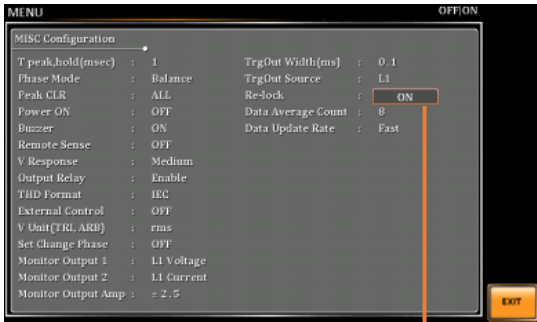 MENU OFF|ON
MISC Configuration
T peak,hold(msec) : 1 TrgOut Width(ms) : 0.1
Phase Mode : Balance TrgOut Source : L1
Peak CLR : ALL Re-lock : ON
Power ON : OFF Data Average Count : 8
Buzzer : ON Data Update Rate : Fast
Remote Sense : OFF
V Response : Medium
Output Relay : Enable
THD Format : IEC
External Control : OFF
V Unit(TRI, ARB) : rms
Set Change Phase : OFF
Monitor Output 1 : L1 Voltage
Monitor Output 2 : L1 Current
Monitor Output Amp : ± 2.5
EXIT